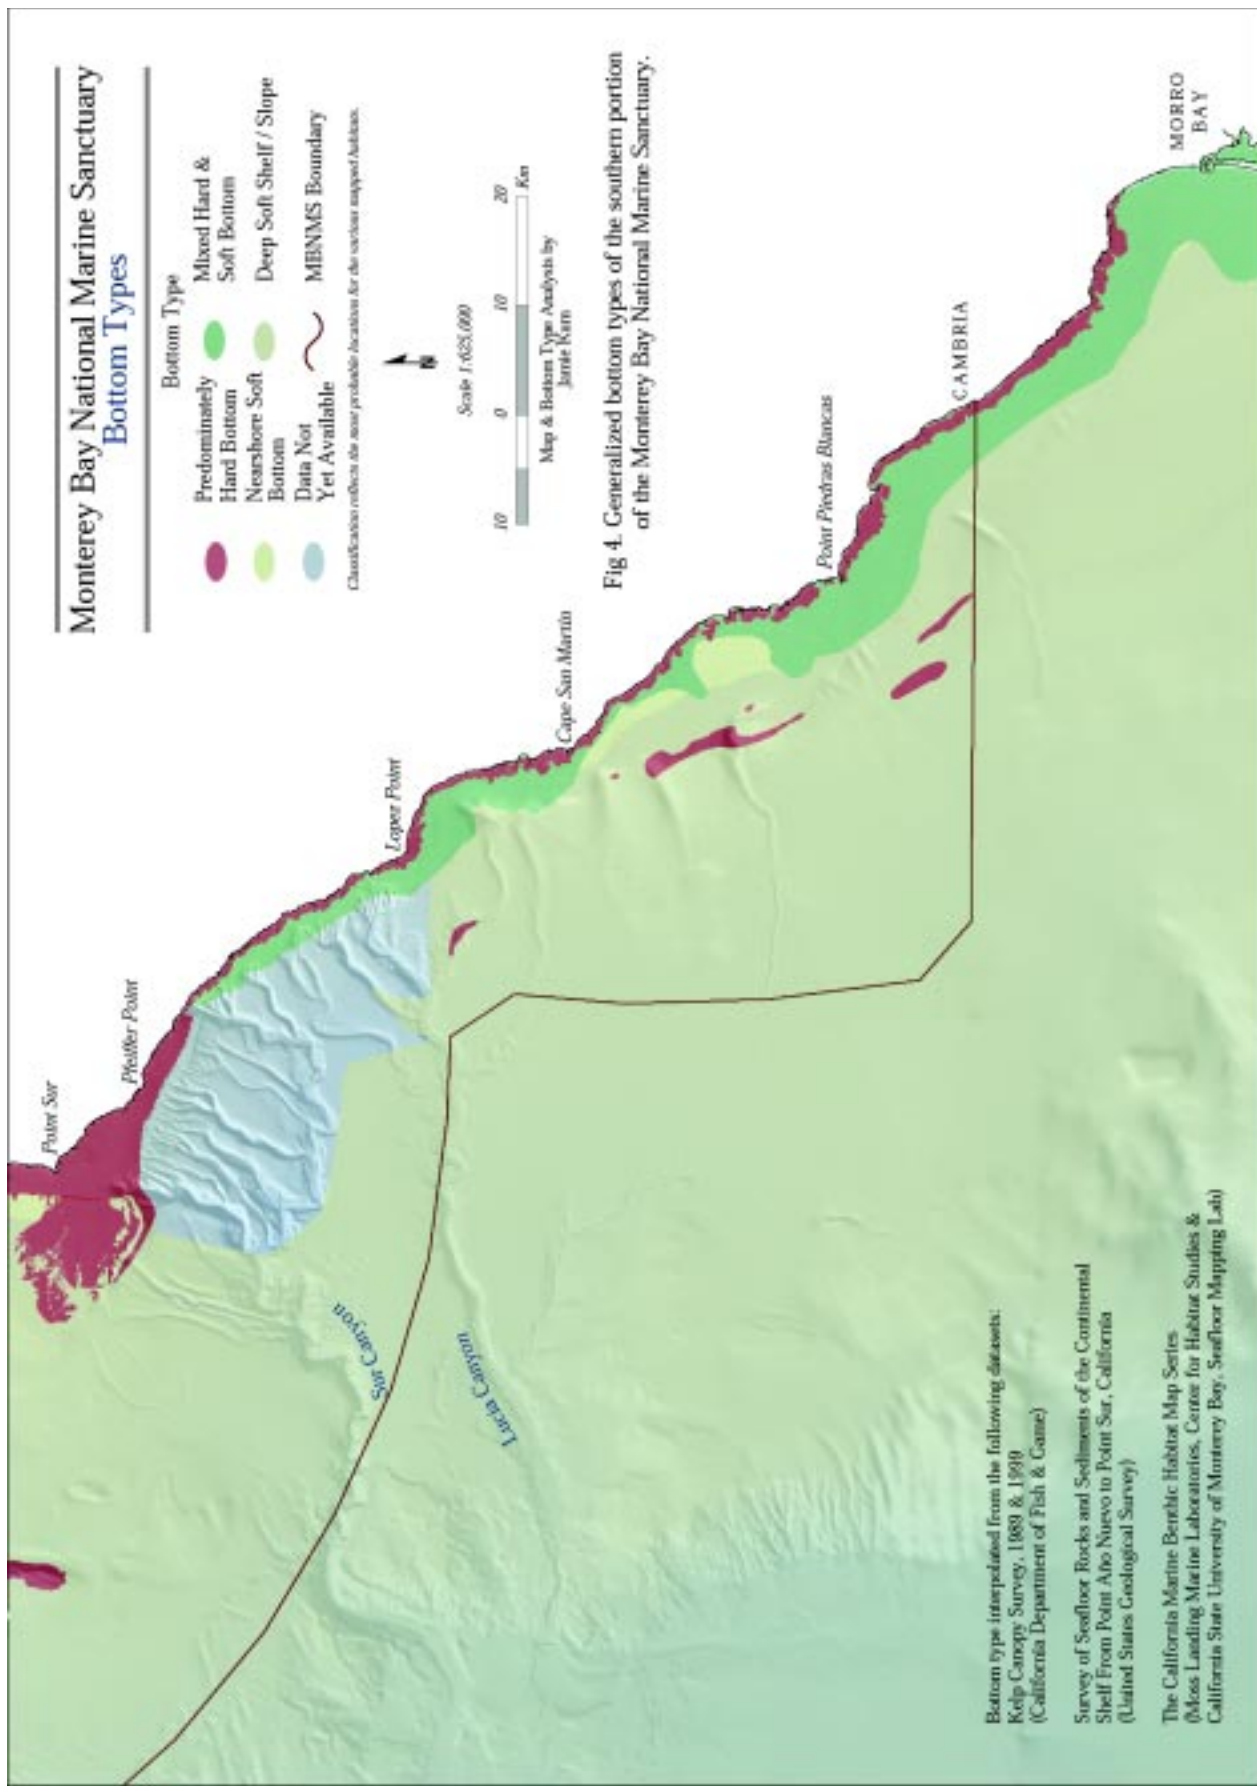 Monterey Bay National Marine Sanctuary
Bottom Types
Bottom Type
Predominately
Hard Bottom
Mixed Hard &
Soft Bottom
Nearshore Soft
Bottom
Deep Soft Shelf / Slope
Data Not
Yet Available
MBNMS Boundary
Classification reflects the most probable locations for the various mapped habitats.
N
Scale 1:625,000
10 0 10 20 Km
Map & Bottom Type Analysis by
Jamie Kum
Fig 4. Generalized bottom types of the southern portion
of the Monterey Bay National Marine Sanctuary.
Point Sur
Pfeiffer Point
Lopez Point
Cape San Martin
Point Piedras Blancas
CAMBRIA
MORRO
BAY
Sur Canyon
Lucia Canyon
Bottom type interpolated from the following datasets:
Kelp Canopy Survey, 1989 & 1999
(California Department of Fish & Game)
Survey of Seafloor Rocks and Sediments of the Continental
Shelf From Point Año Nuevo to Point Sur, California
(United States Geological Survey)
The California Marine Benthic Habitat Map Series
(Moss Landing Marine Laboratories, Center for Habitat Studies &
California State University of Monterey Bay, Seafloor Mapping Lab)